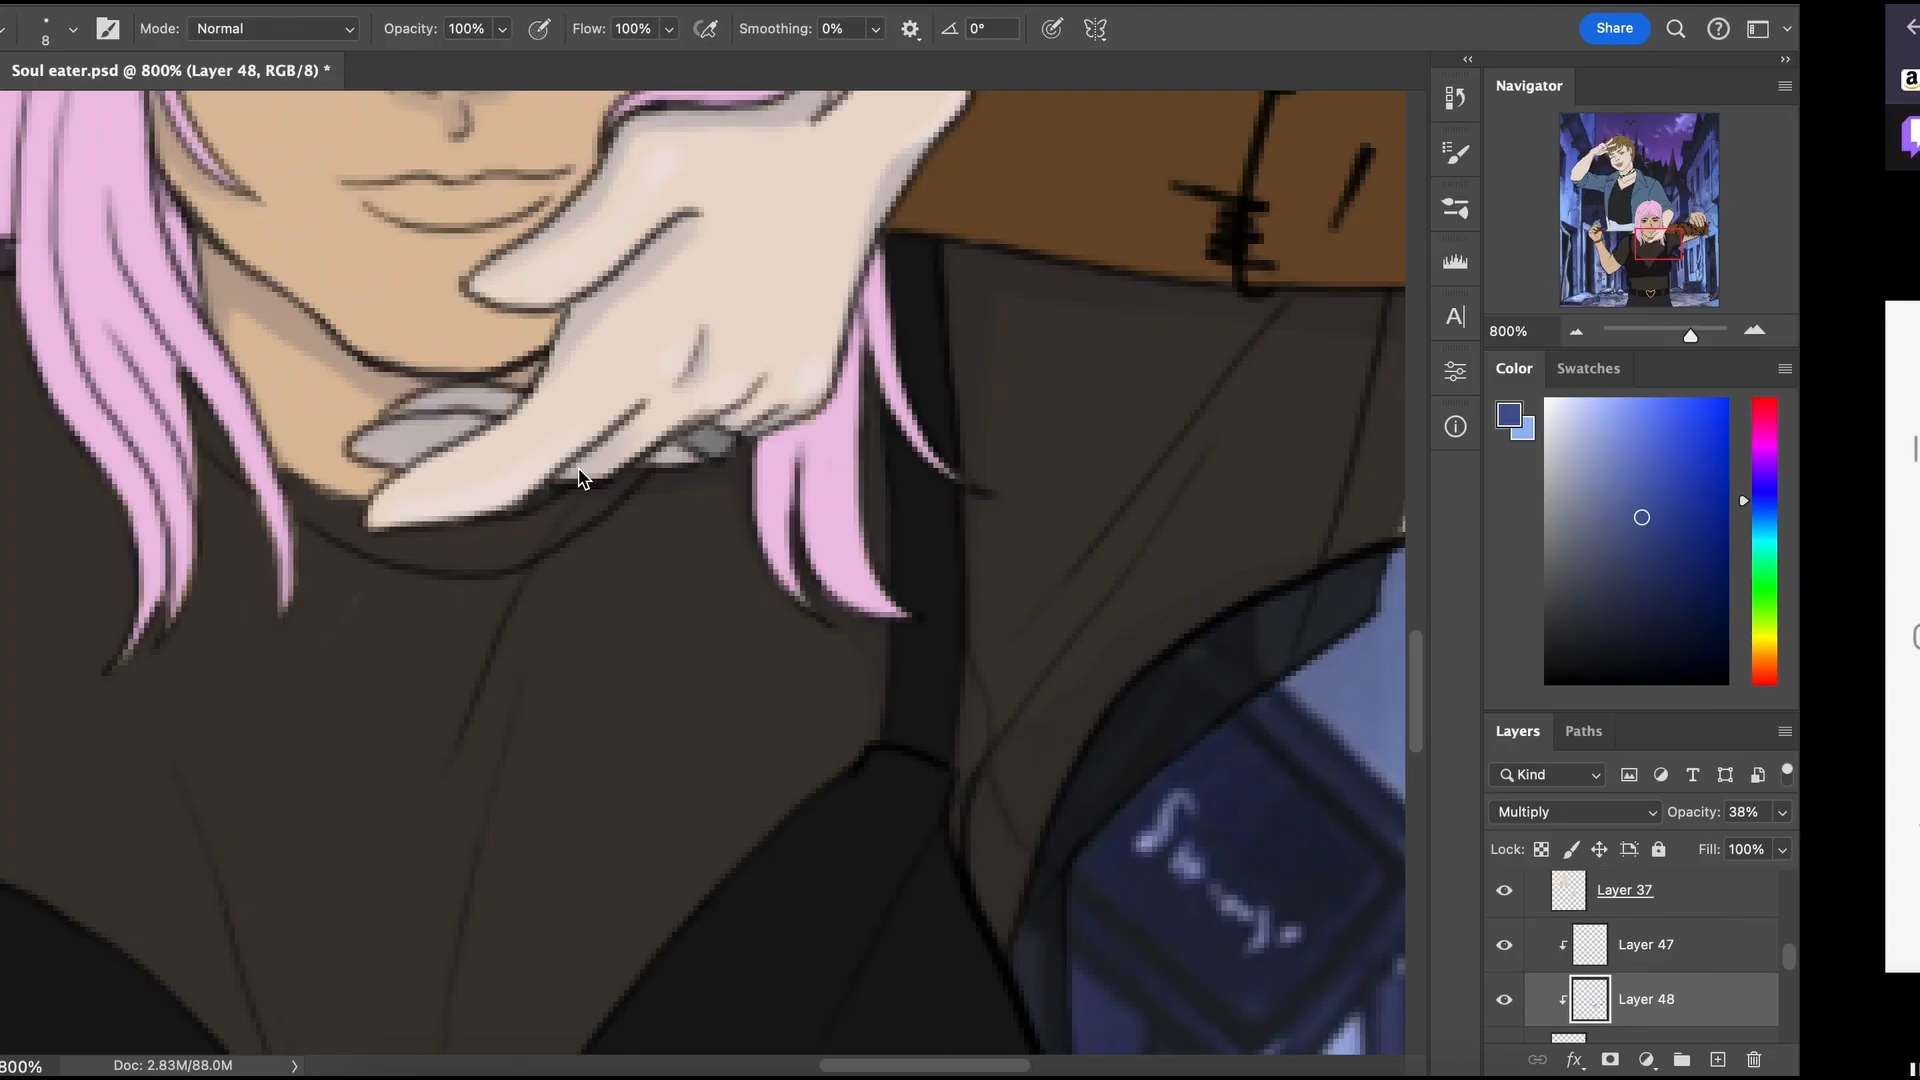 8 Mode: Normal Opacity: 100% Flow: 100% Smoothing: 0% 0° Share
Soul eater.psd @ 800% (Layer 48, RGB/8) *
Navigator
800%
Color Swatches
Layers Paths
Kind
Multiply Opacity: 38%
Lock: Fill: 100%
Layer 37
Layer 47
Layer 48
fx
800% Doc: 2.83M/88.0M